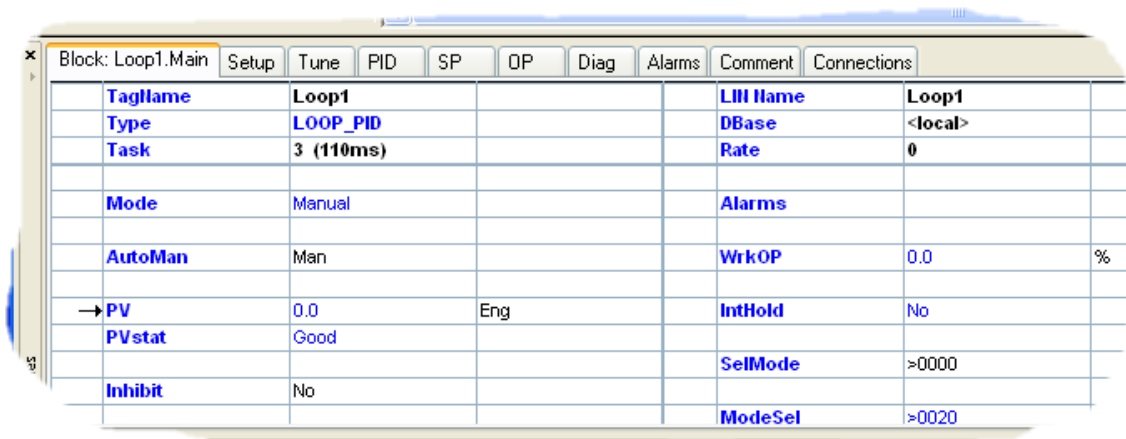 Block: Loop1.Main Setup Tune PID SP OP Diag Alarms Comment Connections
TagName Loop1 LIN Name Loop1
Type LOOP_PID DBase <local>
Task 3 (110ms) Rate 0
Mode Manual Alarms
AutoMan Man WrkOP 0.0 %
→PV 0.0 Eng IntHold No
PVstat Good
SelMode >0000
Inhibit No
ModeSel >0020